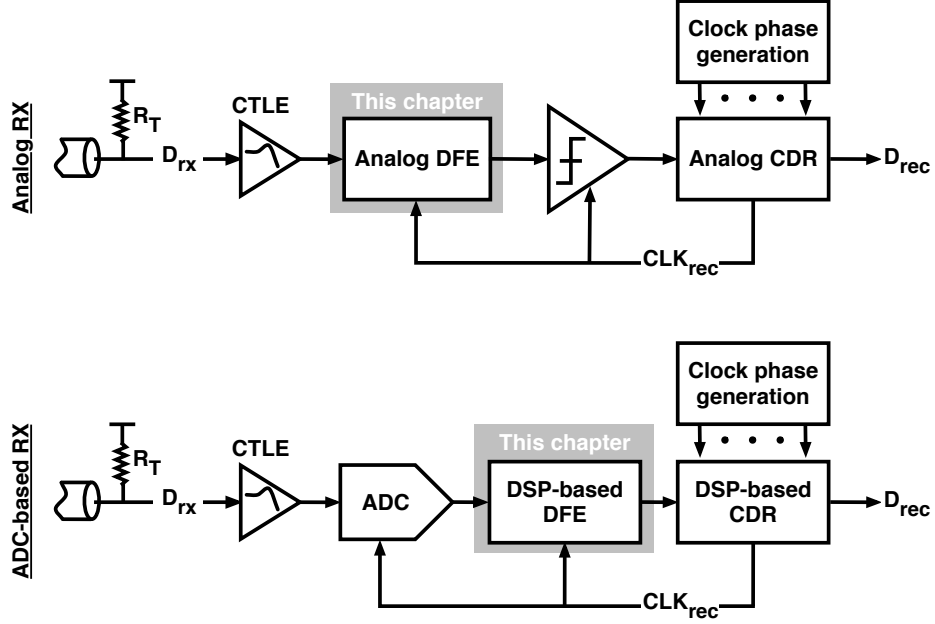 Analog RX
R_T
D_rx
CTLE
This chapter
Analog DFE
Clock phase
generation
Analog CDR
D_rec
CLK_rec
ADC-based RX
R_T
D_rx
CTLE
ADC
This chapter
DSP-based
DFE
Clock phase
generation
DSP-based
CDR
D_rec
CLK_rec